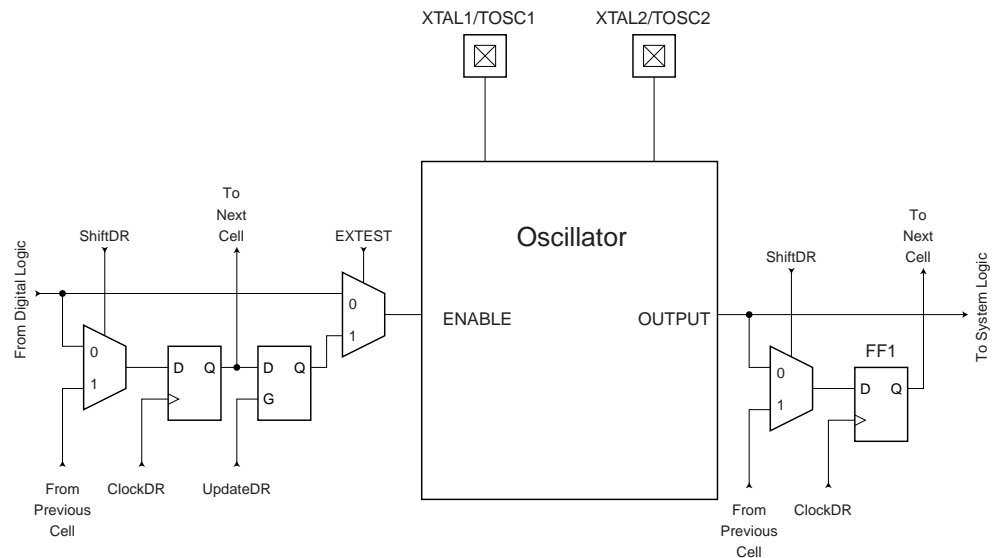 XTAL1/TOSC1
XTAL2/TOSC2
To
Next
Cell
ShiftDR
EXTEST
Oscillator
From Digital Logic
0
1
0
1
D
Q
D
Q
G
ENABLE
OUTPUT
From
Previous
Cell
ClockDR
UpdateDR
To
Next
Cell
ShiftDR
To System Logic
FF1
0
1
D
Q
From
Previous
Cell
ClockDR